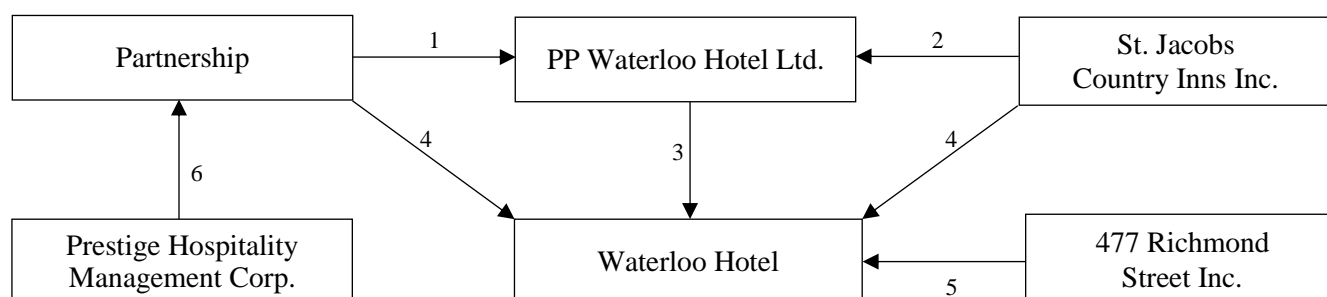 Partnership
1
PP Waterloo Hotel Ltd.
2
St. Jacobs
Country Inns Inc.
4
3
4
6
Prestige Hospitality
Management Corp.
Waterloo Hotel
5
477 Richmond
Street Inc.